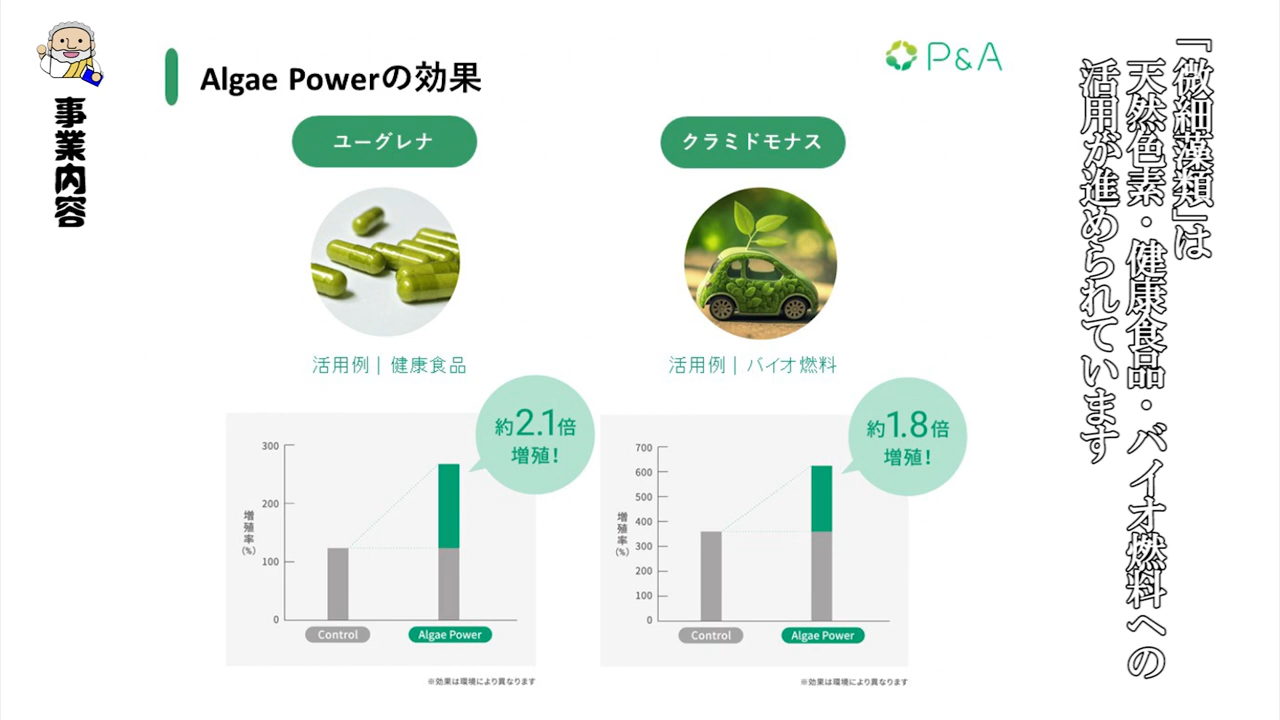 事業内容
Algae Powerの効果
P&A
『微細藻類』は
天然色素・健康食品・バイオ燃料への
活用が進められています
ユーグレナ
活用例｜健康食品
約2.1倍
増殖！
300
200
100
0
増殖率(%)
Control
Algae Power
※効果は環境により異なります
クラミドモナス
活用例｜バイオ燃料
約1.8倍
増殖！
700
600
500
400
300
200
100
0
増殖率(%)
Control
Algae Power
※効果は環境により異なります